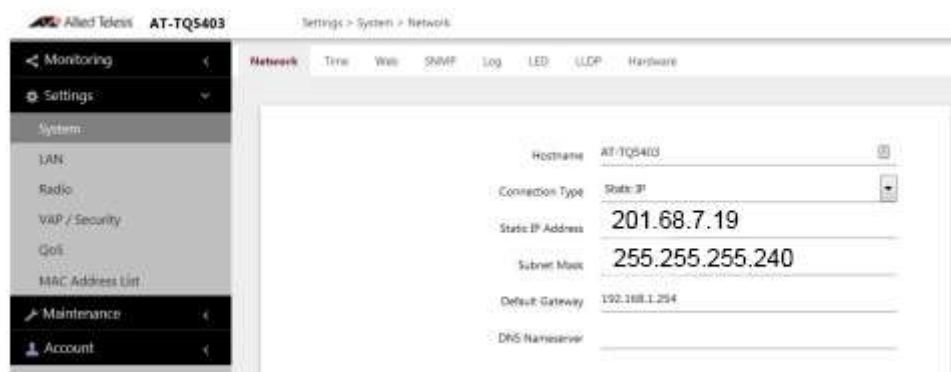 Allied Telesis AT-TQ5403 Settings > System > Network
Monitoring
Network Time Web SNMP Log LED LLDP Hardware
Settings
System
LAN
Radio
VAP / Security
QoS
MAC Address List
Maintenance
Account
Hostname AT-TQ5403
Connection Type Static IP
Static IP Address 201.68.7.19
Subnet Mask 255.255.255.240
Default Gateway 192.168.1.254
DNS Nameserver